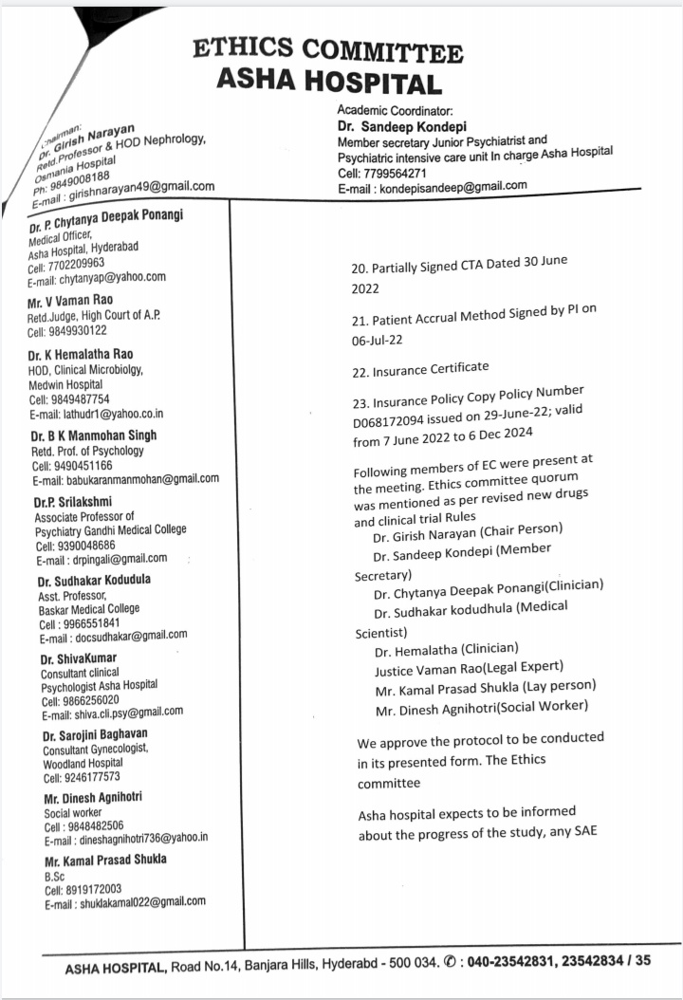 ETHICS COMMITTEE
ASHA HOSPITAL
Chairman:
Dr. Girish Narayan
Retd.Professor & HOD Nephrology,
Osmania Hospital
Ph: 9849008188
E-mail : girishnarayan49@gmail.com
Academic Coordinator:
Dr. Sandeep Kondepi
Member secretary Junior Psychiatrist and
Psychiatric intensive care unit In charge Asha Hospital
Cell: 7799564271
E-mail : kondepisandeep@gmail.com
Dr. P. Chytanya Deepak Ponangi
Medical Officer,
Asha Hospital, Hyderabad
Cell: 7702209963
E-mail: chytanyap@yahoo.com
Mr. V Vaman Rao
Retd.Judge, High Court of A.P.
Cell: 9849930122
Dr. K Hemalatha Rao
HOD, Clinical Microbiolgy,
Medwin Hospital
Cell: 9849487754
E-mail: lathudr1@yahoo.co.in
Dr. B K Manmohan Singh
Retd. Prof. of Psychology
Cell: 9490451166
E-mail: babukaranmanmohan@gmail.com
Dr.P. Srilakshmi
Associate Professor of
Psychiatry Gandhi Medical College
Cell: 9390048686
E-mail : drpingali@gmail.com
Dr. Sudhakar Kodudula
Asst. Professor,
Baskar Medical College
Cell : 9966551841
E-mail : docsudhakar@gmail.com
Dr. ShivaKumar
Consultant clinical
Psychologist Asha Hospital
Cell: 9866256020
E-mail: shiva.cli.psy@gmail.com
Dr. Sarojini Baghavan
Consultant Gynecologist,
Woodland Hospital
Cell: 9246177573
Mr. Dinesh Agnihotri
Social worker
Cell : 9848482506
E-mail : dineshagnihotri736@yahoo.in
Mr. Kamal Prasad Shukla
B.Sc
Cell: 8919172003
E-mail : shuklakamal022@gmail.com
20. Partially Signed CTA Dated 30 June
2022
21. Patient Accrual Method Signed by PI on
06-Jul-22
22. Insurance Certificate
23. Insurance Policy Copy Policy Number
D068172094 issued on 29-June-22; valid
from 7 June 2022 to 6 Dec 2024
Following members of EC were present at
the meeting. Ethics committee quorum
was mentioned as per revised new drugs
and clinical trial Rules
Dr. Girish Narayan (Chair Person)
Dr. Sandeep Kondepi (Member
Secretary)
Dr. Chytanya Deepak Ponangi(Clinician)
Dr. Sudhakar kodudhula (Medical
Scientist)
Dr. Hemalatha (Clinician)
Justice Vaman Rao(Legal Expert)
Mr. Kamal Prasad Shukla (Lay person)
Mr. Dinesh Agnihotri(Social Worker)
We approve the protocol to be conducted
in its presented form. The Ethics
committee
Asha hospital expects to be informed
about the progress of the study, any SAE
ASHA HOSPITAL, Road No.14, Banjara Hills, Hyderabd - 500 034. ✆ : 040-23542831, 23542834 / 35